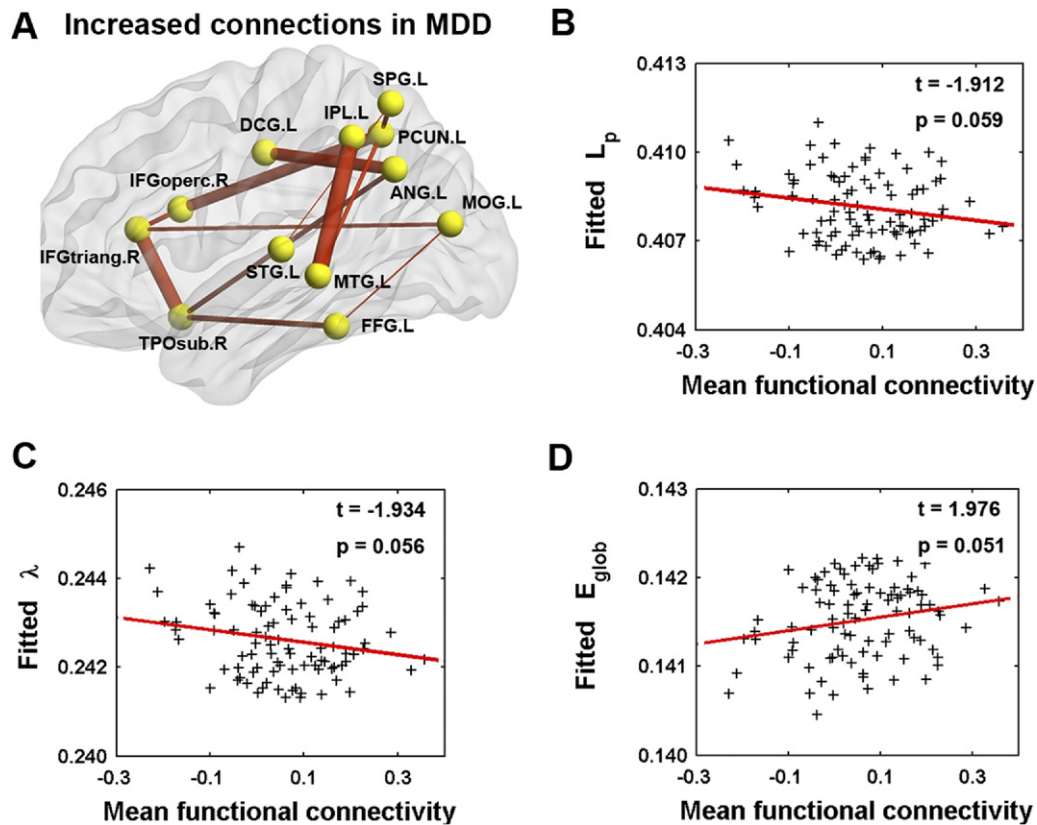 A Increased connections in MDD
SPG.L
IPL.L
DCG.L
PCUN.L
IFGoperc.R
ANG.L
MOG.L
IFGtriang.R
STG.L
MTG.L
TPOsub.R
FFG.L
B
0.413
0.410
0.407
0.404
Fitted Lp
t = -1.912
p = 0.059
-0.3 -0.1 0.1 0.3
Mean functional connectivity
C
0.246
0.244
0.242
0.240
Fitted λ
t = -1.934
p = 0.056
-0.3 -0.1 0.1 0.3
Mean functional connectivity
D
0.143
0.142
0.141
0.140
Fitted Eglob
t = 1.976
p = 0.051
-0.3 -0.1 0.1 0.3
Mean functional connectivity